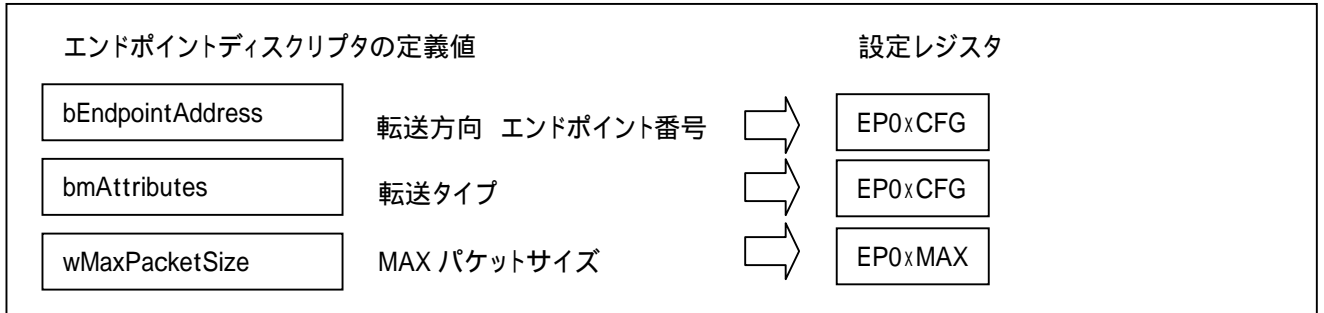 エンドポイントディスクリプタの定義値 設定レジスタ
bEndpointAddress 転送方向 エンドポイント番号 EP0xCFG
bmAttributes 転送タイプ EP0xCFG
wMaxPacketSize MAX パケットサイズ EP0xMAX